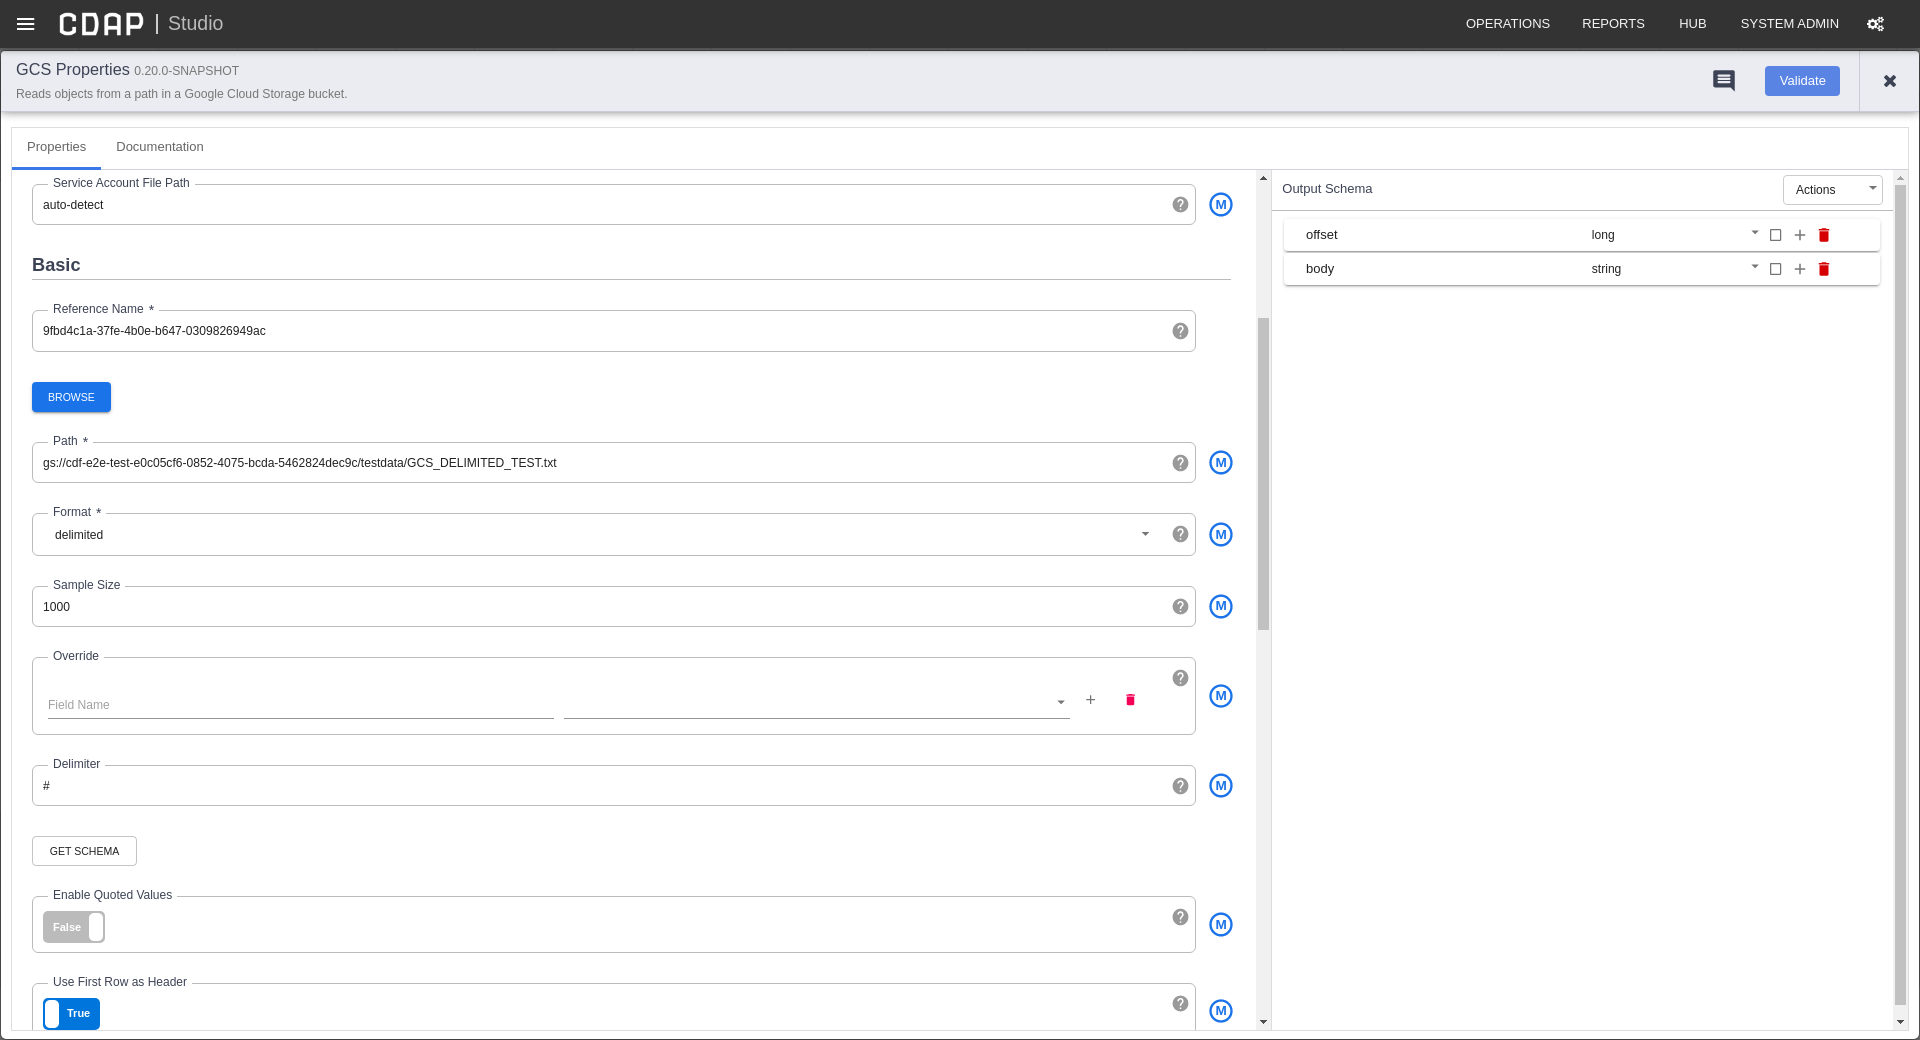 CDAP | Studio
OPERATIONS REPORTS HUB SYSTEM ADMIN
GCS Properties 0.20.0-SNAPSHOT
Reads objects from a path in a Google Cloud Storage bucket.
Validate
Properties Documentation
Service Account File Path
auto-detect
M
Basic
Reference Name *
9fbd4c1a-37fe-4b0e-b647-0309826949ac
BROWSE
Path *
gs://cdf-e2e-test-e0c05cf6-0852-4075-bcda-5462824dec9c/testdata/GCS_DELIMITED_TEST.txt
M
Format *
delimited
M
Sample Size
1000
M
Override
Field Name
M
Delimiter
#
M
GET SCHEMA
Enable Quoted Values
False
M
Use First Row as Header
True
M
Output Schema
Actions
offset long
body string